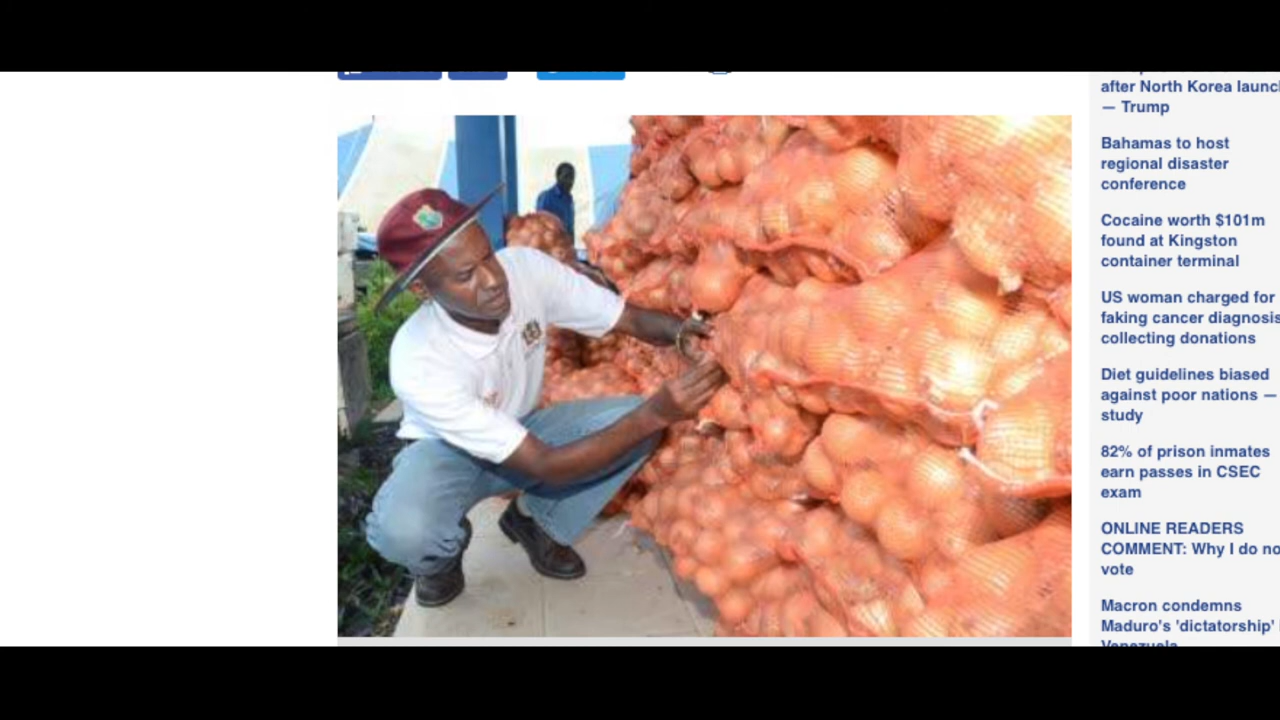 after North Korea launc
— Trump
Bahamas to host
regional disaster
conference
Cocaine worth $101m
found at Kingston
container terminal
US woman charged for
faking cancer diagnosis
collecting donations
Diet guidelines biased
against poor nations —
study
82% of prison inmates
earn passes in CSEC
exam
ONLINE READERS
COMMENT: Why I do no
vote
Macron condemns
Maduro's 'dictatorship'
Venezuela